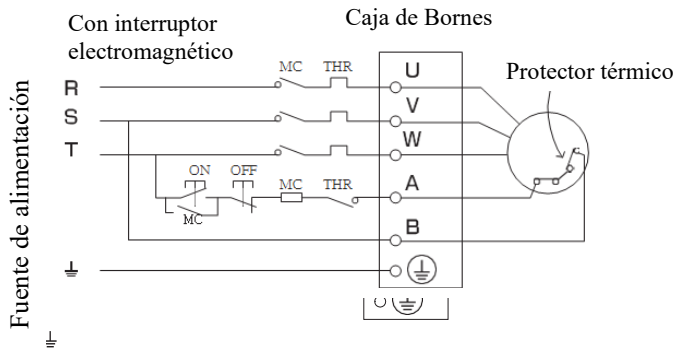 Con interruptor
electromagnético
Caja de Bornes
Protector térmico
Fuente de alimentación
MC THR
R
S
T
U
V
W
ON OFF
MC THR
MC
A
B